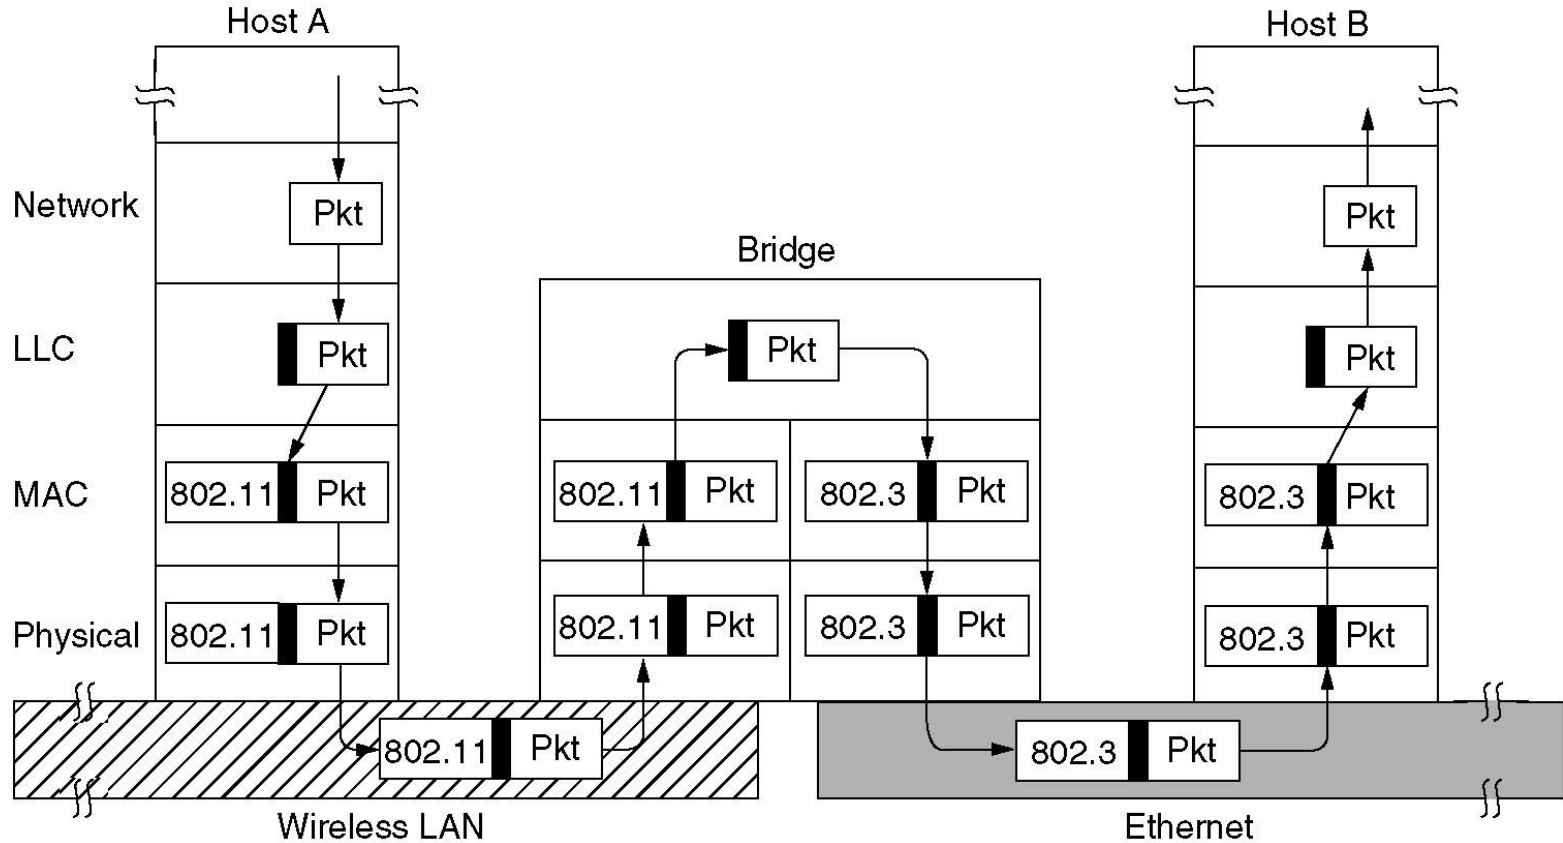 Host A
Host B
Network
Pkt
Pkt
Bridge
LLC
Pkt
Pkt
Pkt
MAC
802.11 Pkt
802.11 Pkt
802.3 Pkt
802.3 Pkt
Physical
802.11 Pkt
802.11 Pkt
802.3 Pkt
802.3 Pkt
802.11 Pkt
802.3 Pkt
Wireless LAN
Ethernet